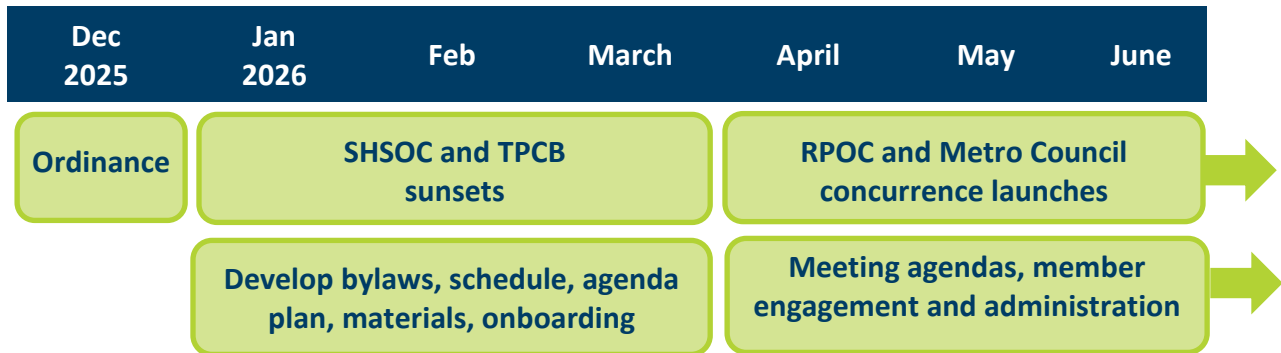 Dec
2025
Jan
2026
Feb
March
April
May
June
Ordinance
SHSOC and TPCB
sunsets
RPOC and Metro Council
concurrence launches
Develop bylaws, schedule, agenda
plan, materials, onboarding
Meeting agendas, member
engagement and administration